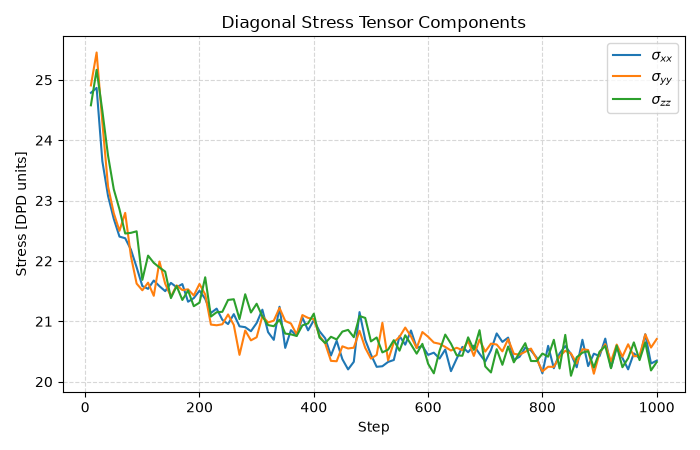 Diagonal Stress Tensor Components
Stress [DPD units]
25
24
23
22
21
20
σxx
σyy
σzz
0 200 400 600 800 1000
Step